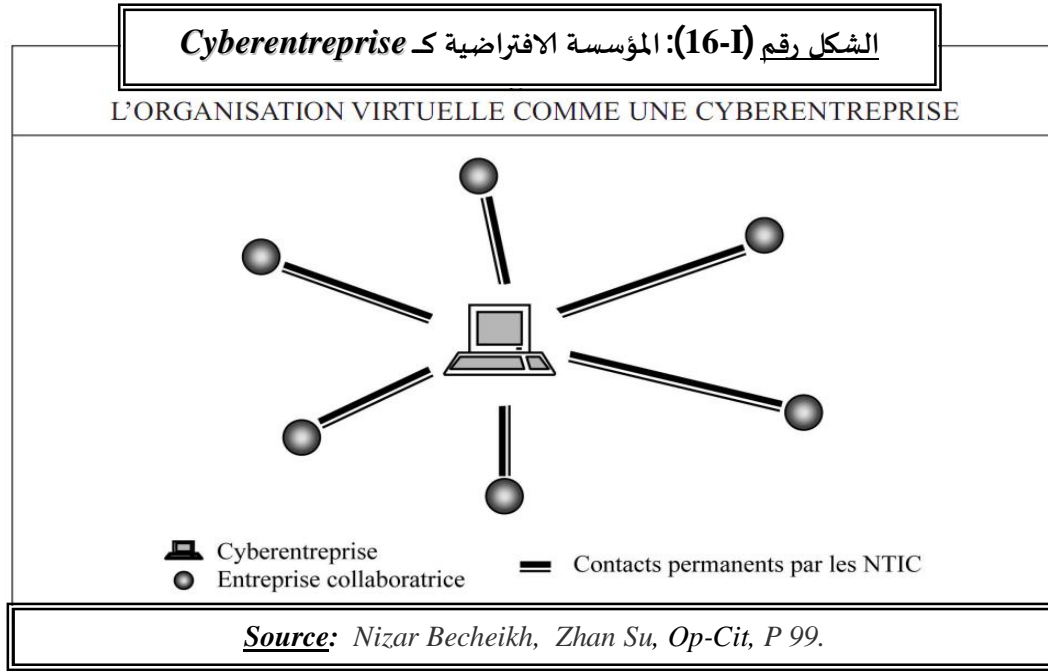 الشكل رقم (I-16): المؤسسة الافتراضية كـ Cyberentreprise
L'ORGANISATION VIRTUELLE COMME UNE CYBERENTREPRISE
Cyberentreprise
Entreprise collaboratrice
Contacts permanents par les NTIC
Source: Nizar Becheikh, Zhan Su, Op-Cit, P 99.